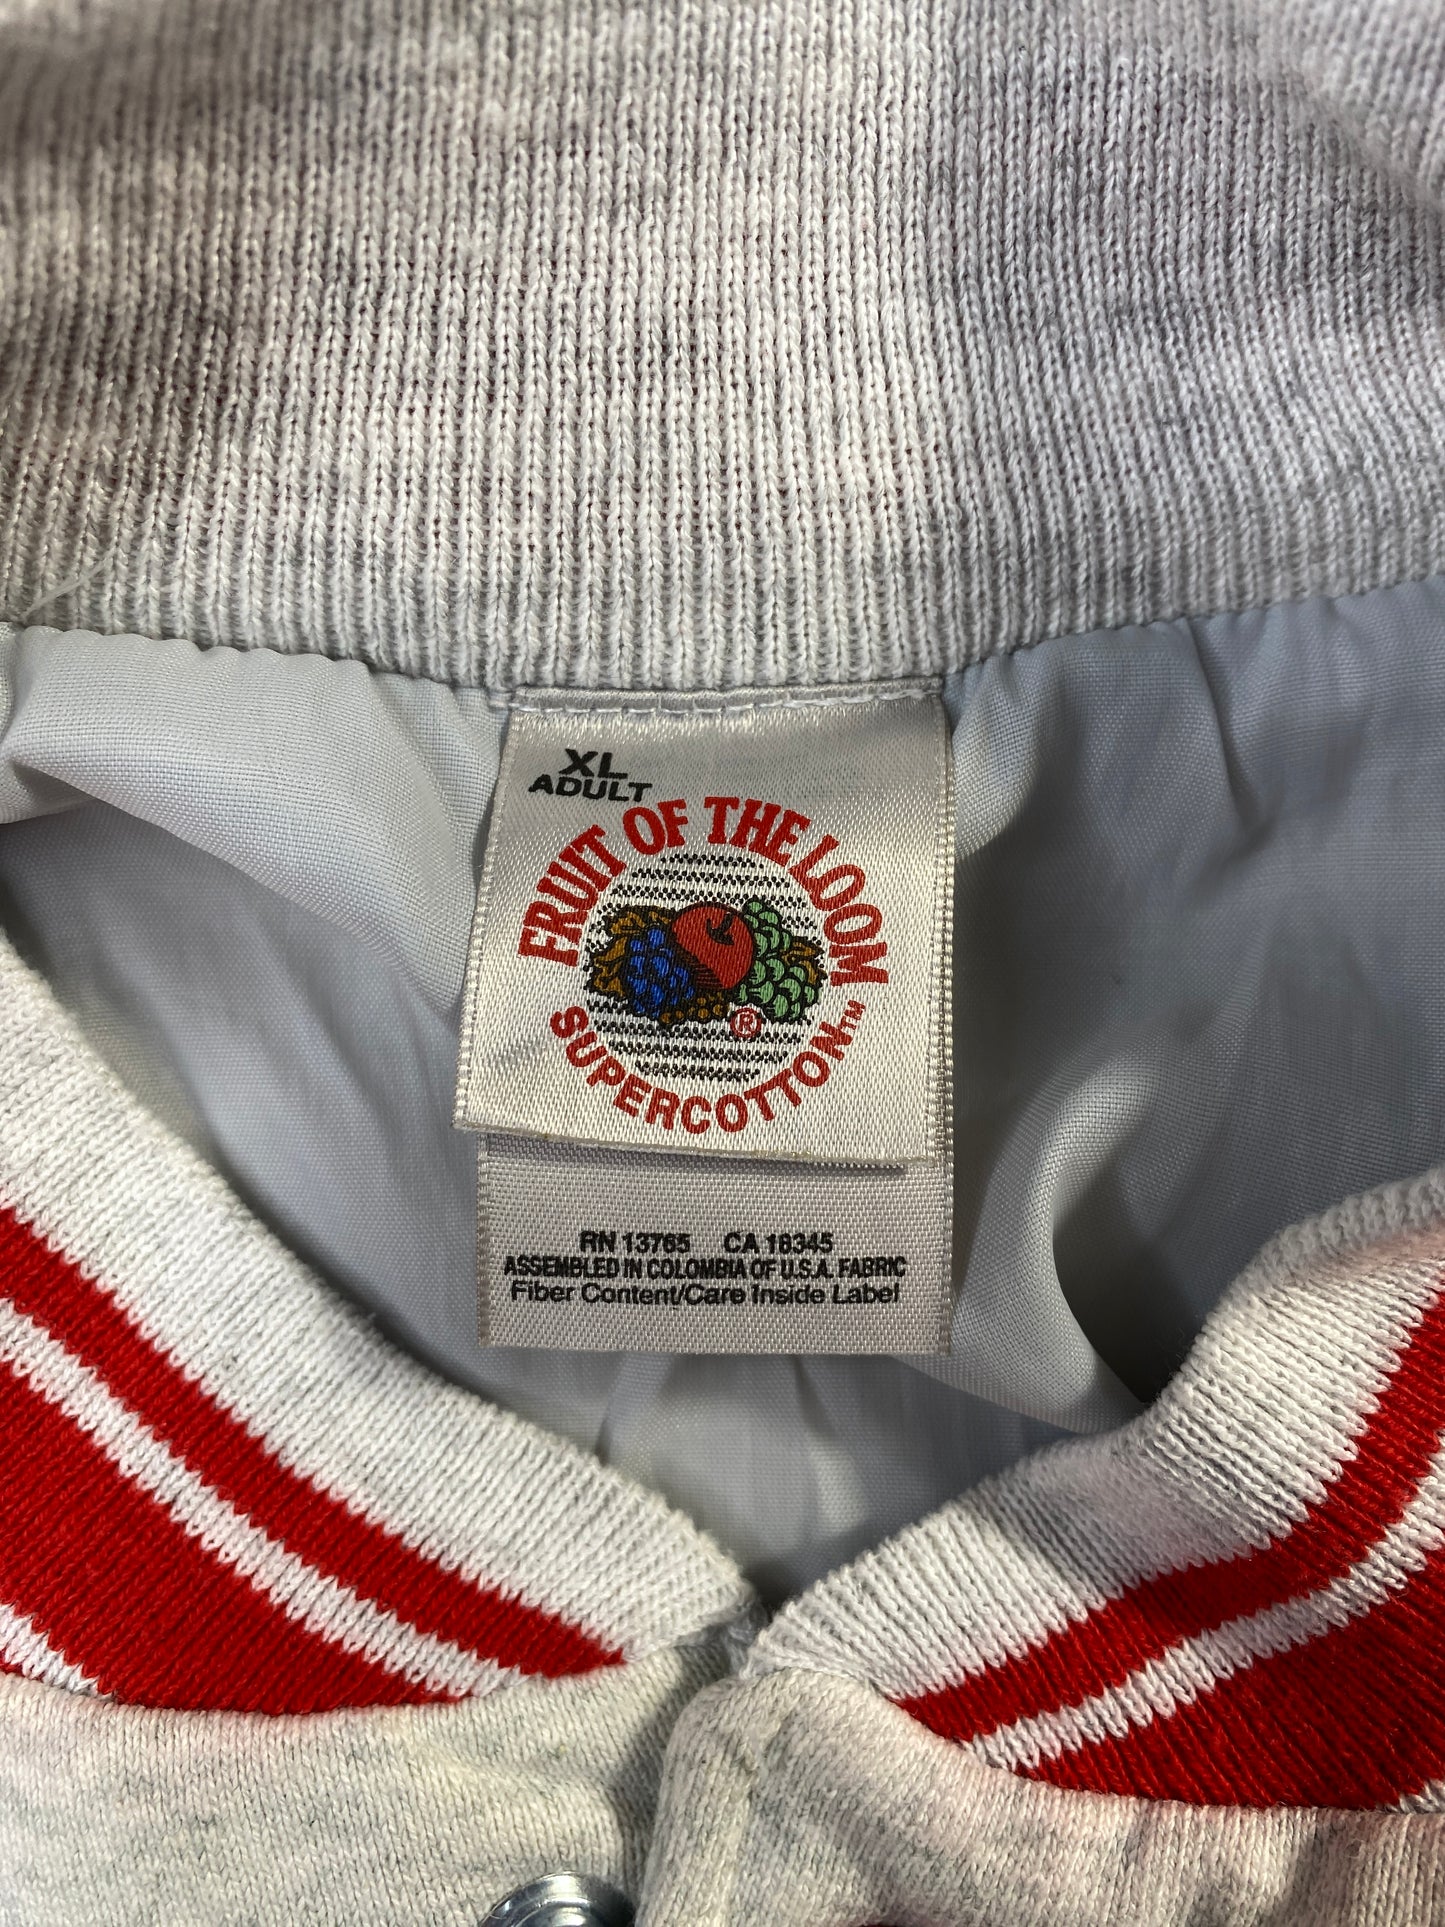 XL
ADULT
FRUIT OF THE LOOM
®
SUPERCOTTON™
RN 13765 CA 18345
ASSEMBLED IN COLOMBIA OF U.S.A. FABRIC
Fiber Content/Care Inside Label